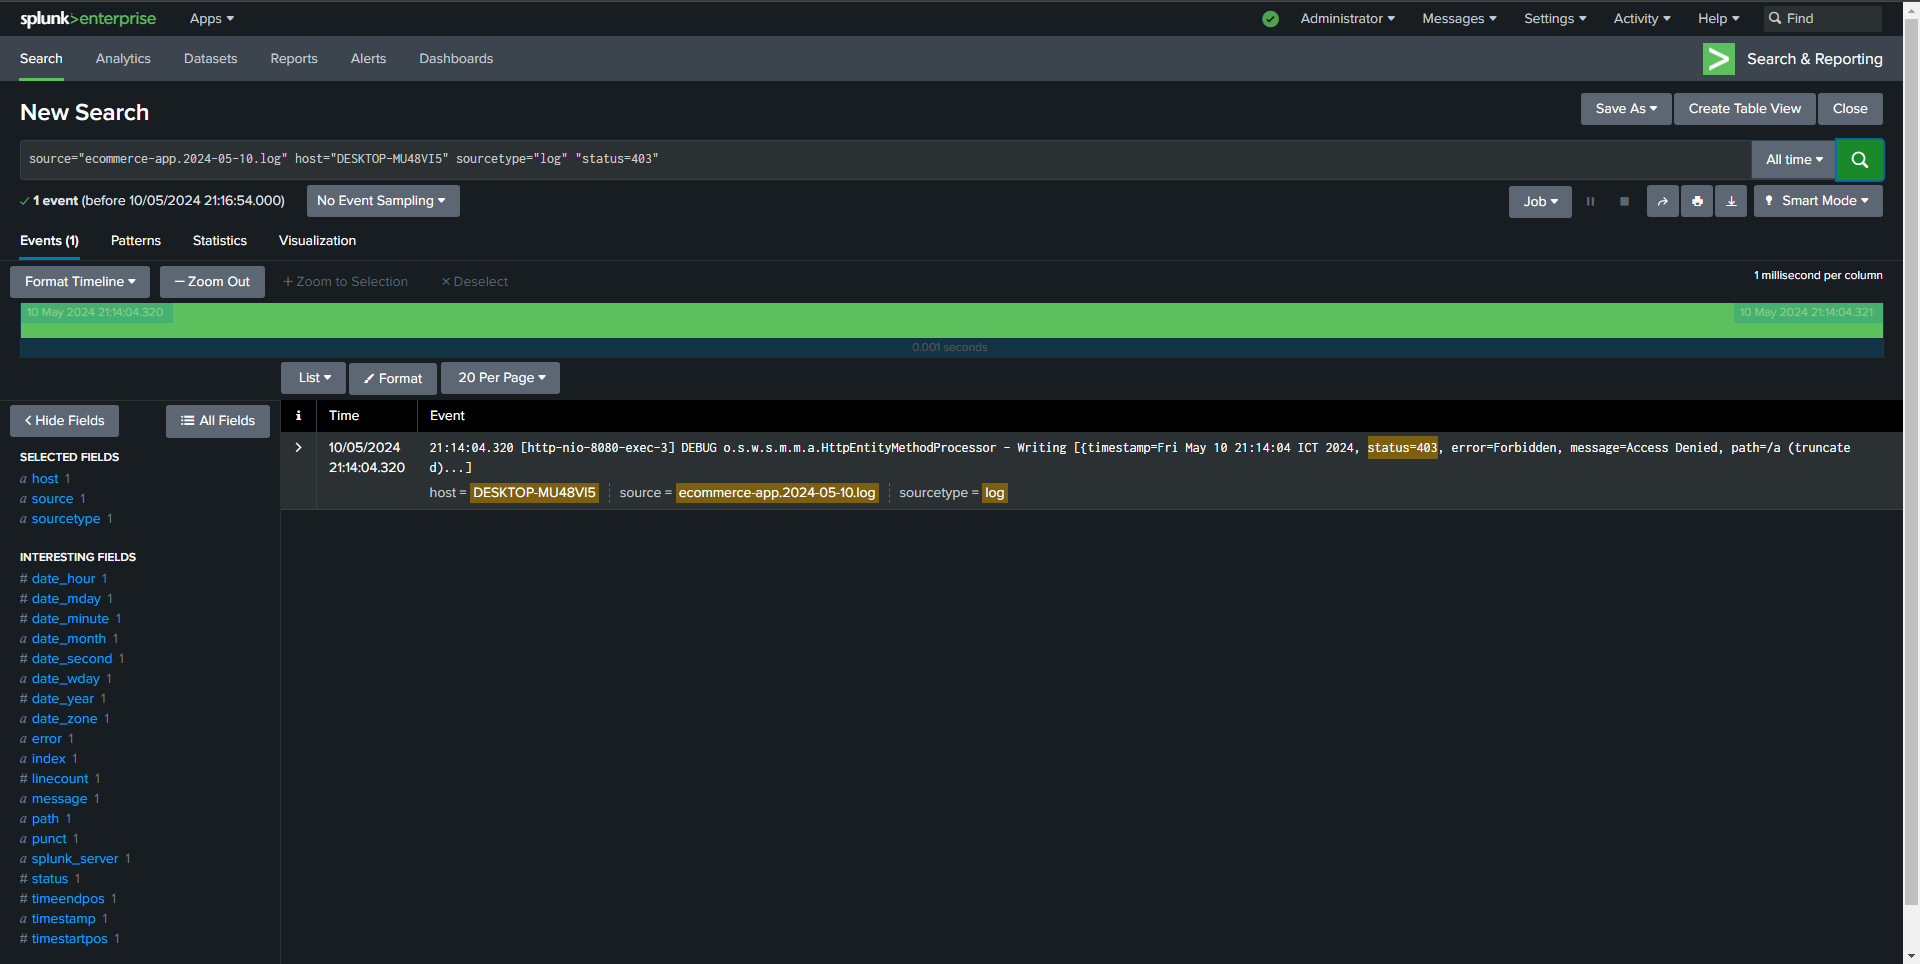 splunk>enterprise Apps Administrator Messages Settings Activity Help Find
Search Analytics Datasets Reports Alerts Dashboards Search & Reporting
New Search Save As Create Table View Close
source="ecommerce-app.2024-05-10.log" host="DESKTOP-MU48VI5" sourcetype="log" "status=403" All time
1 event (before 10/05/2024 21:16:54.000) No Event Sampling Job Smart Mode
Events (1) Patterns Statistics Visualization
Format Timeline — Zoom Out + Zoom to Selection × Deselect 1 millisecond per column
10 May 2024 21:14:04.320 10 May 2024 21:14:04.321
0.001 seconds
List Format 20 Per Page
< Hide Fields All Fields
i Time Event
10/05/2024 21:14:04.320 [http-nio-8080-exec-3] DEBUG o.s.w.s.m.m.a.HttpEntityMethodProcessor - Writing [{timestamp=Fri May 10 21:14:04 ICT 2024, status=403, error=Forbidden, message=Access Denied, path=/a (truncate
21:14:04.320 d)...]
host = DESKTOP-MU48VI5 source = ecommerce-app.2024-05-10.log sourcetype = log
SELECTED FIELDS
a host 1
a source 1
a sourcetype 1
INTERESTING FIELDS
# date_hour 1
# date_mday 1
# date_minute 1
a date_month 1
# date_second 1
a date_wday 1
# date_year 1
a date_zone 1
a error 1
a index 1
# linecount 1
a message 1
a path 1
a punct 1
a splunk_server 1
# status 1
# timeendpos 1
a timestamp 1
# timestartpos 1